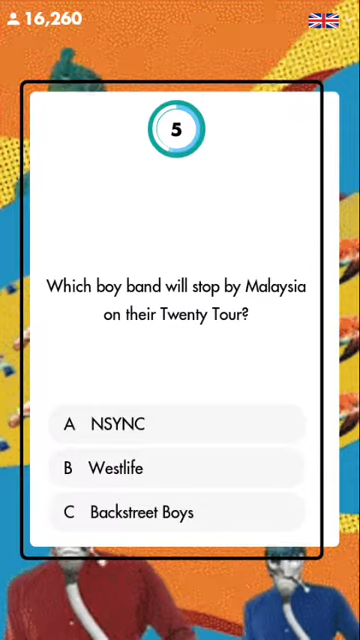 16,260
5
Which boy band will stop by Malaysia
on their Twenty Tour?
A NSYNC
B Westlife
C Backstreet Boys